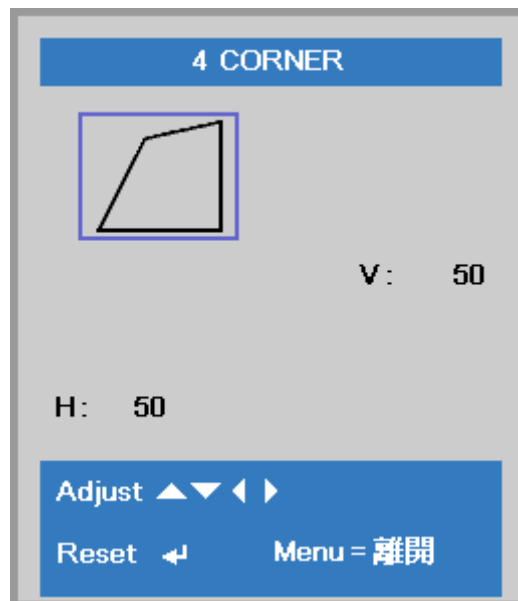 4 CORNER
V: 50
H: 50
Adjust ▲▼◀▶
Reset ↵ Menu = 離開